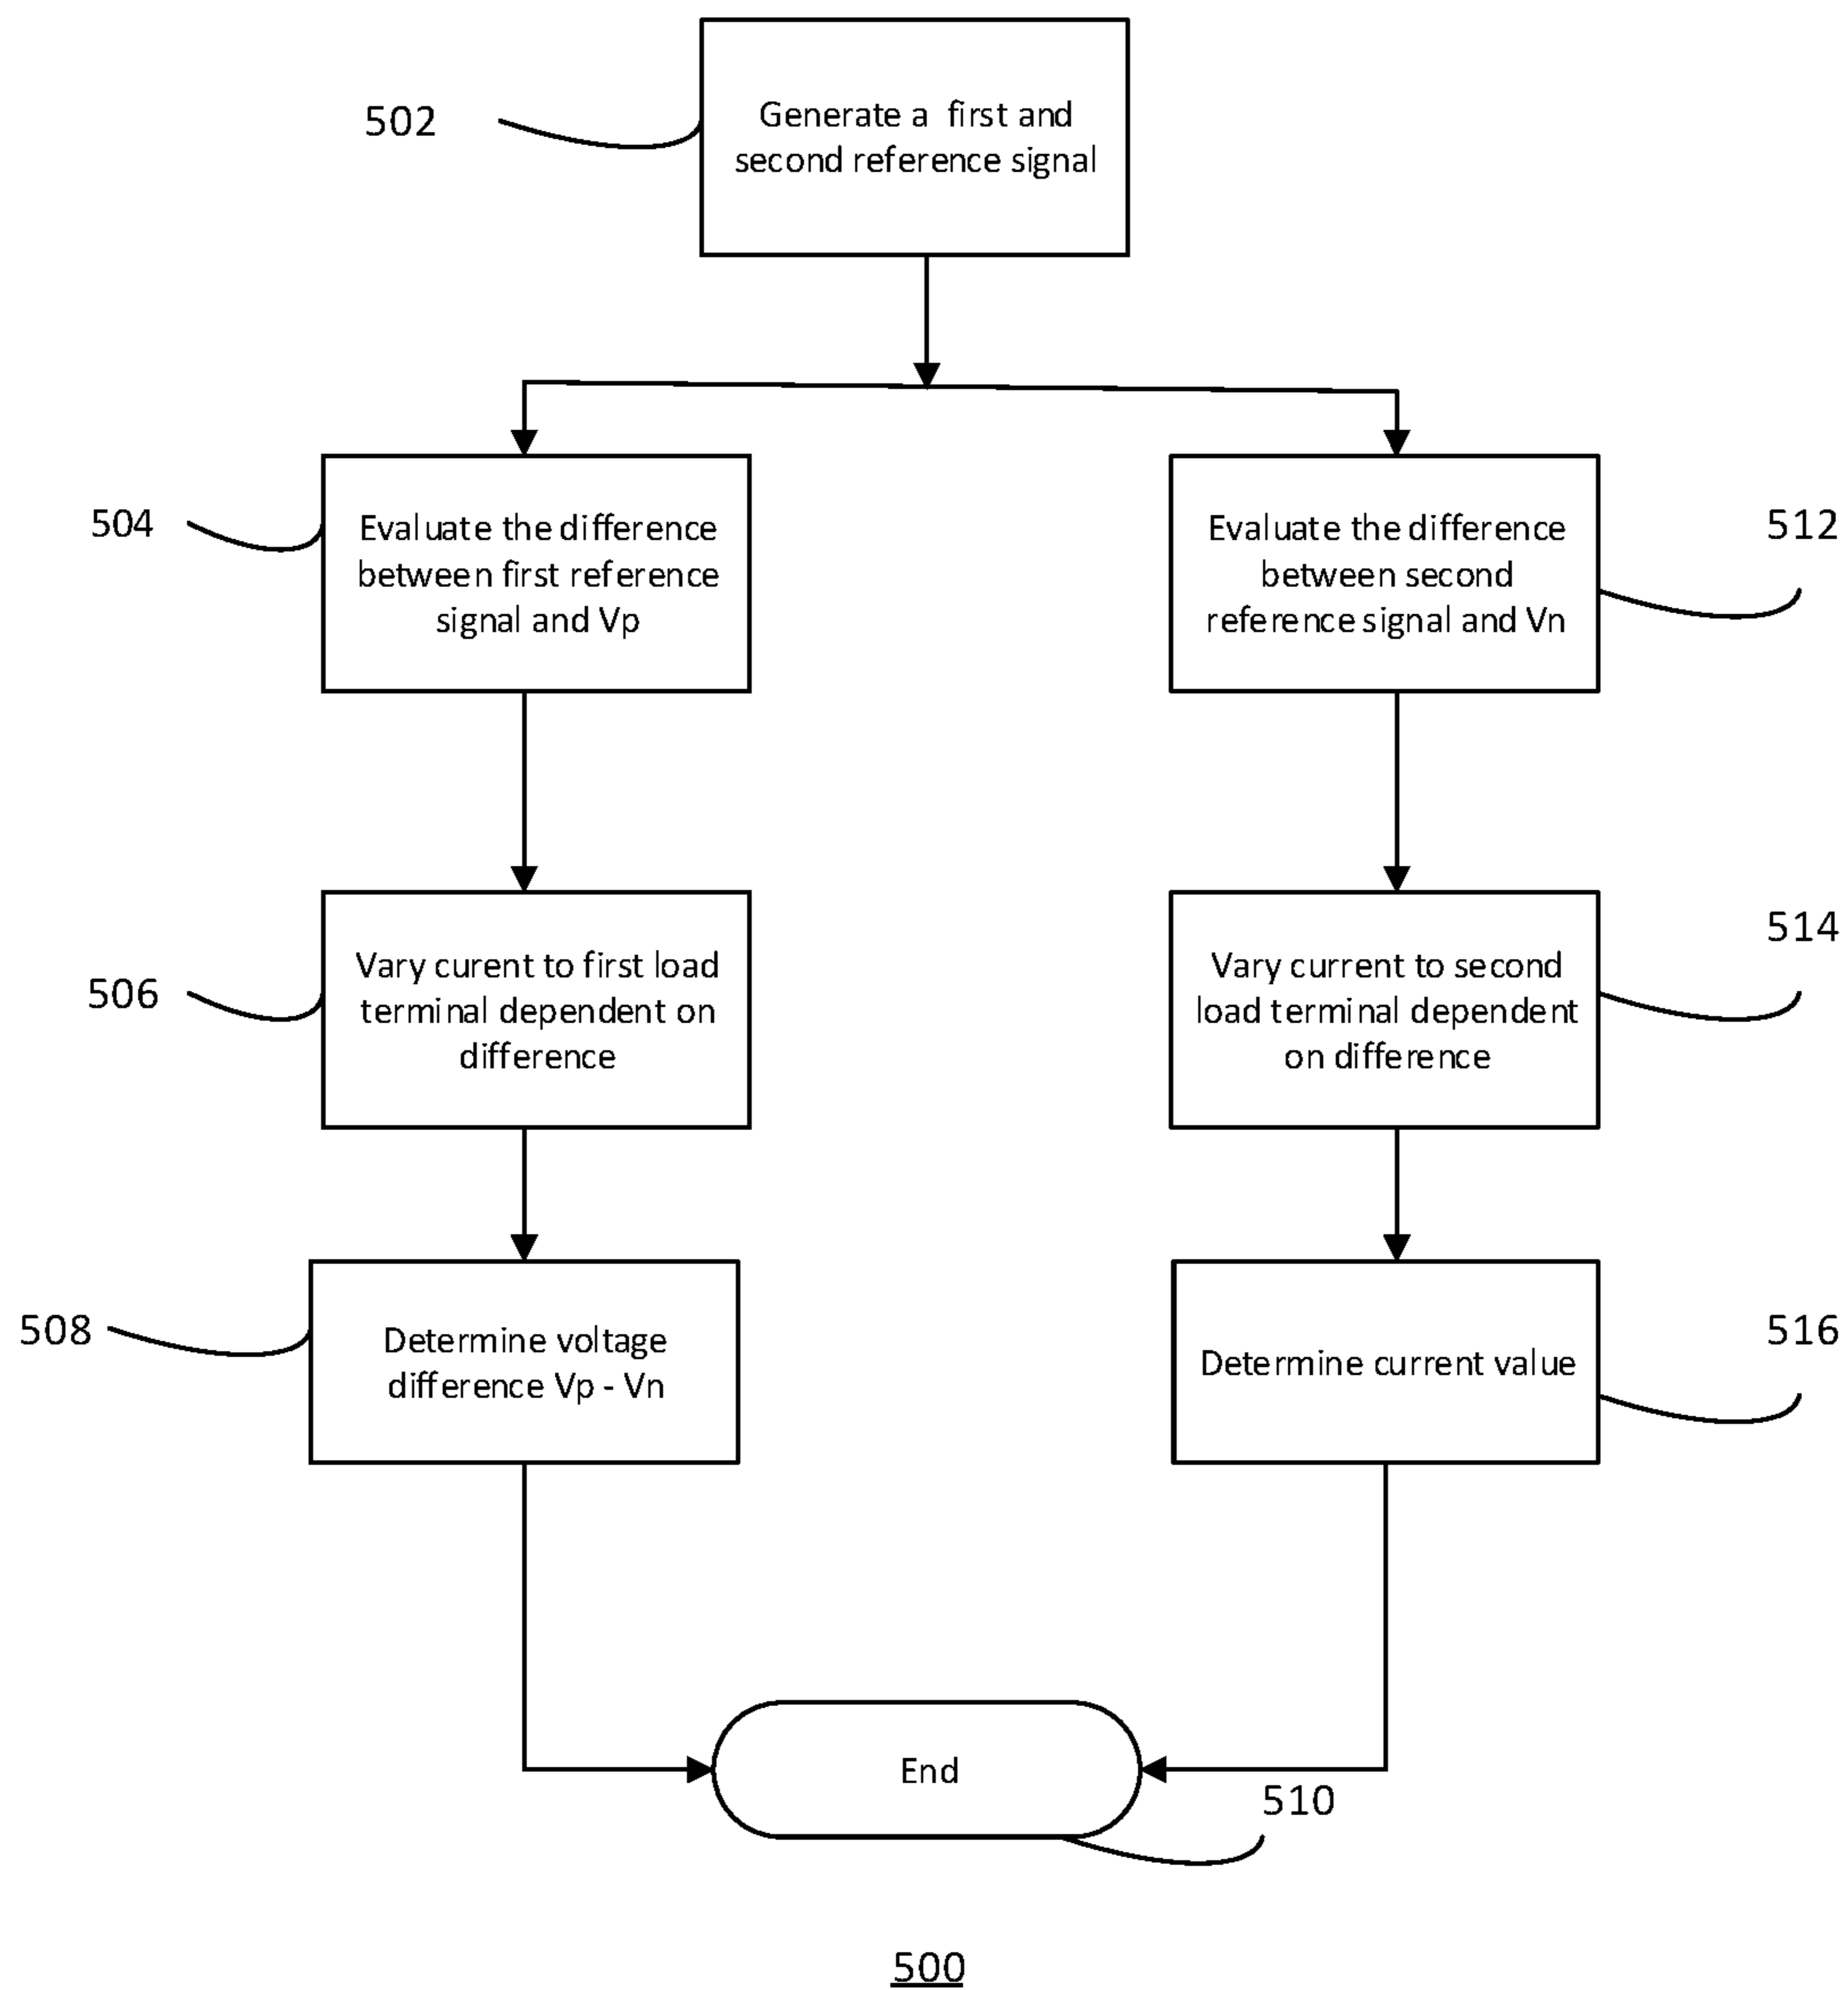 502
Generate a first and
second reference signal
504
Evaluate the difference
between first reference
signal and Vp
Evaluate the difference
between second
reference signal and Vn
512
506
Vary curent to first load
terminal dependent on
difference
Vary current to second
load terminal dependent
on difference
514
508
Determine voltage
difference Vp - Vn
Determine current value
516
End
510
500